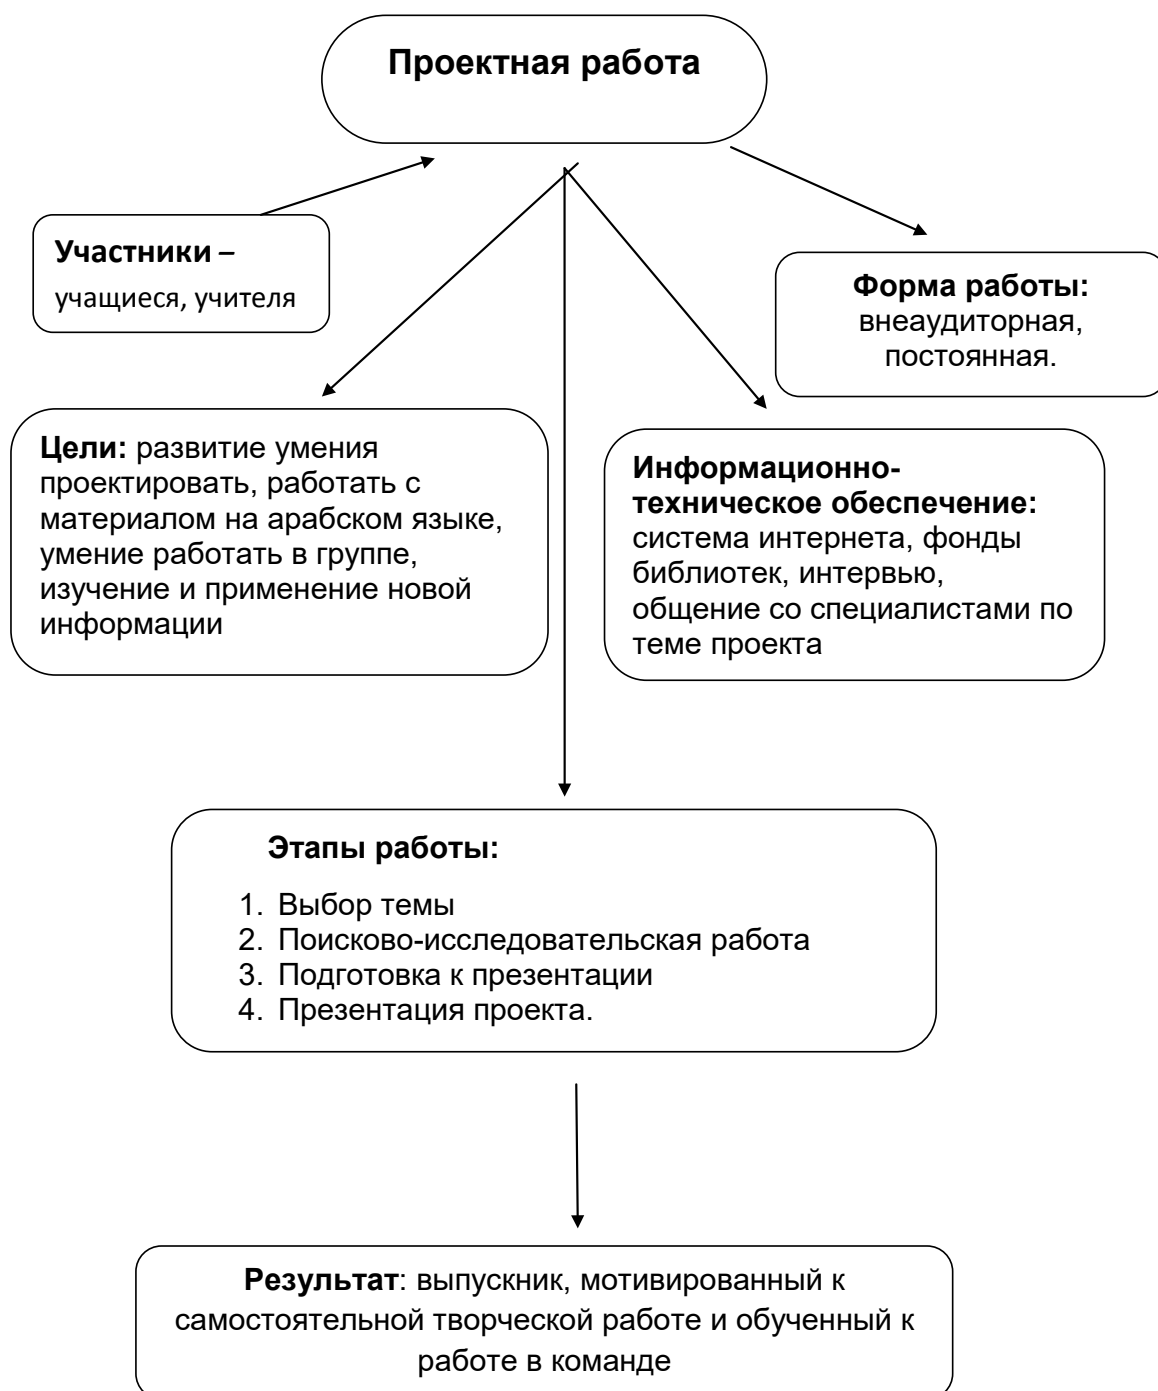 Проектная работа
Участники –
учащиеся, учителя
Форма работы:
внеаудиторная,
постоянная.
Цели: развитие умения
проектировать, работать с
материалом на арабском языке,
умение работать в группе,
изучение и применение новой
информации
Информационно-
техническое обеспечение:
система интернета, фонды
библиотек, интервью,
общение со специалистами по
теме проекта
Этапы работы:
1. Выбор темы
2. Поисково-исследовательская работа
3. Подготовка к презентации
4. Презентация проекта.
Результат: выпускник, мотивированный к
самостоятельной творческой работе и обученный к
работе в команде